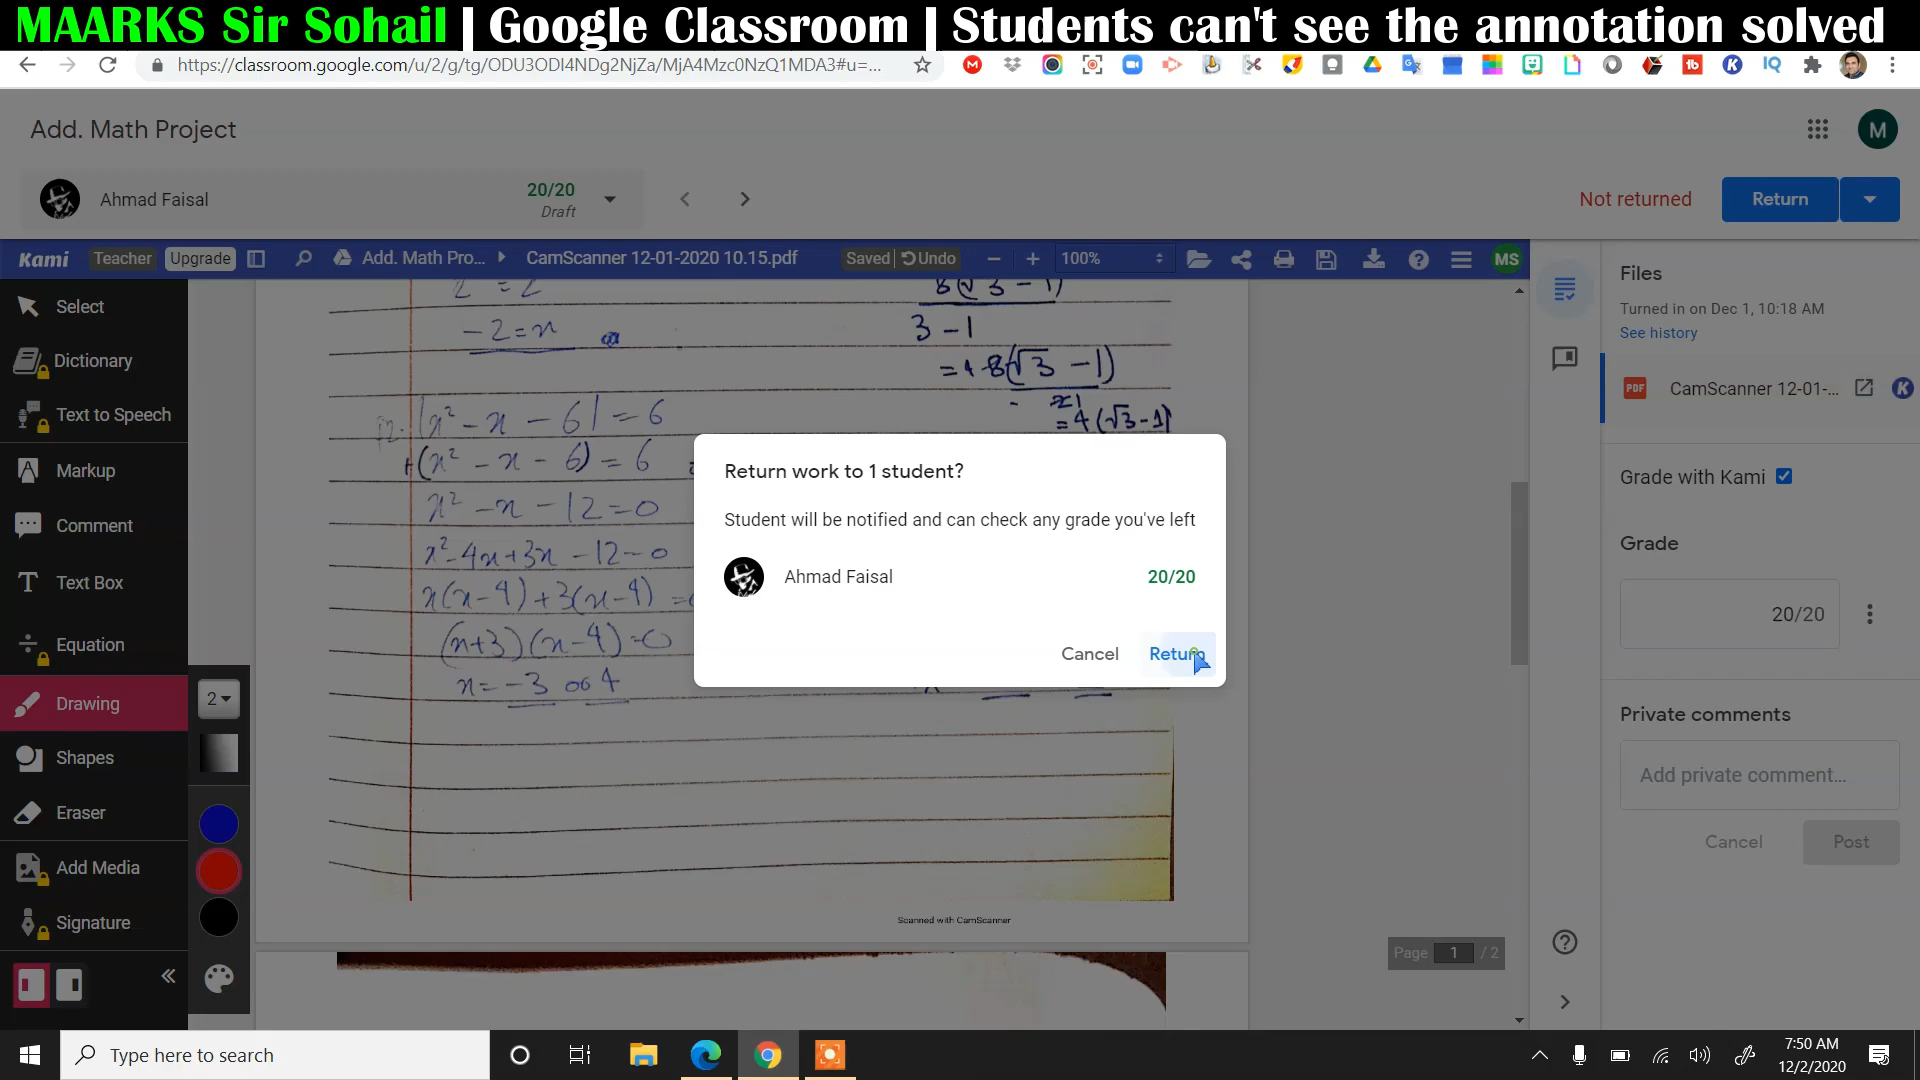 MAARKS Sir Sohail | Google Classroom | Students can't see the annotation solved
https://classroom.google.com/u/2/g/tg/ODU3ODI4NDg2NjZa/MjA4Mzc0NzQ1MDA3#u=...
Add. Math Project
M
Ahmad Faisal
20/20
Draft
Not returned
Return
Kami
Teacher
Upgrade
Add. Math Pro...
CamScanner 12-01-2020 10.15.pdf
Saved
Undo
100%
MS
Select
Dictionary
Text to Speech
Markup
Comment
Text Box
Equation
Drawing
Shapes
Eraser
Add Media
Signature
2
-2=x
|x² - x - 6| = 6
+(x² - x - 6) = 6
x² - x - 12 = 0
x² - 4x + 3x - 12 = 0
x(x-4) + 3(x-4) =
(x+3)(x-4)=0
x = -3 or 4
8(√3 - 1)
3 - 1
=4(√3-1)
Scanned with CamScanner
Return work to 1 student?
Student will be notified and can check any grade you've left
Ahmad Faisal
20/20
Cancel
Return
Page 1 / 2
Files
Turned in on Dec 1, 10:18 AM
See history
PDF
CamScanner 12-01-...
K
Grade with Kami
Grade
20/20
Private comments
Add private comment...
Cancel
Post
Type here to search
7:50 AM
12/2/2020